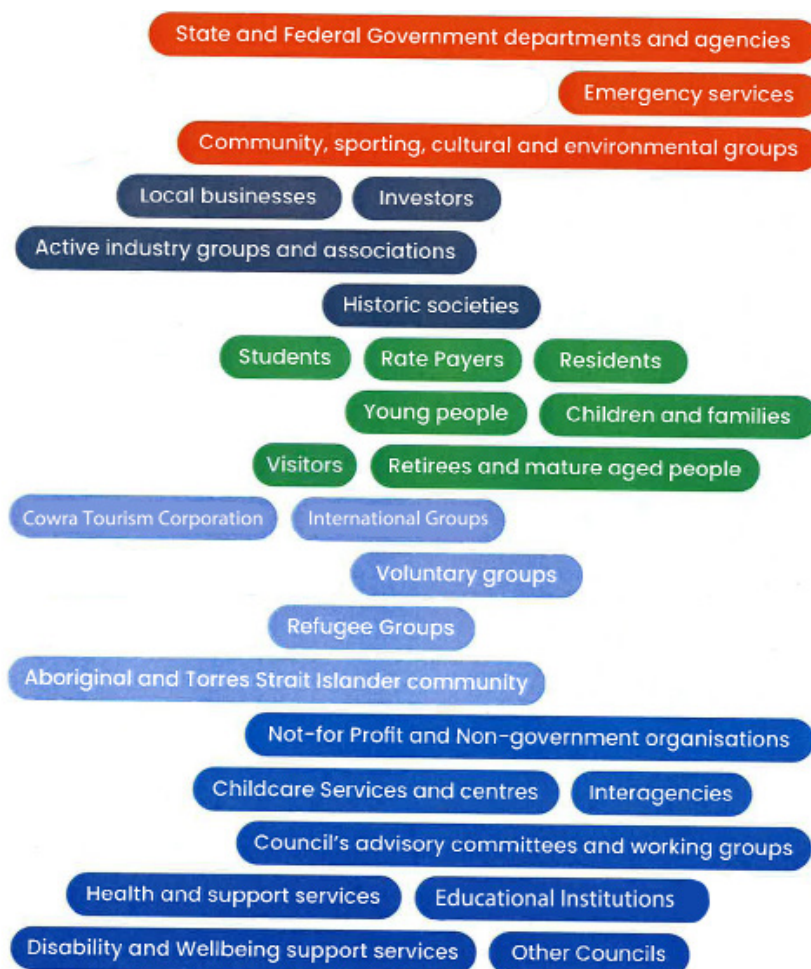 State and Federal Government departments and agencies
Emergency services
Community, sporting, cultural and environmental groups
Local businesses Investors
Active industry groups and associations
Historic societies
Students Rate Payers Residents
Young people Children and families
Visitors Retirees and mature aged people
Cowra Tourism Corporation International Groups
Voluntary groups
Refugee Groups
Aboriginal and Torres Strait Islander community
Not-for Profit and Non-government organisations
Childcare Services and centres Interagencies
Council's advisory committees and working groups
Health and support services Educational Institutions
Disability and Wellbeing support services Other Councils